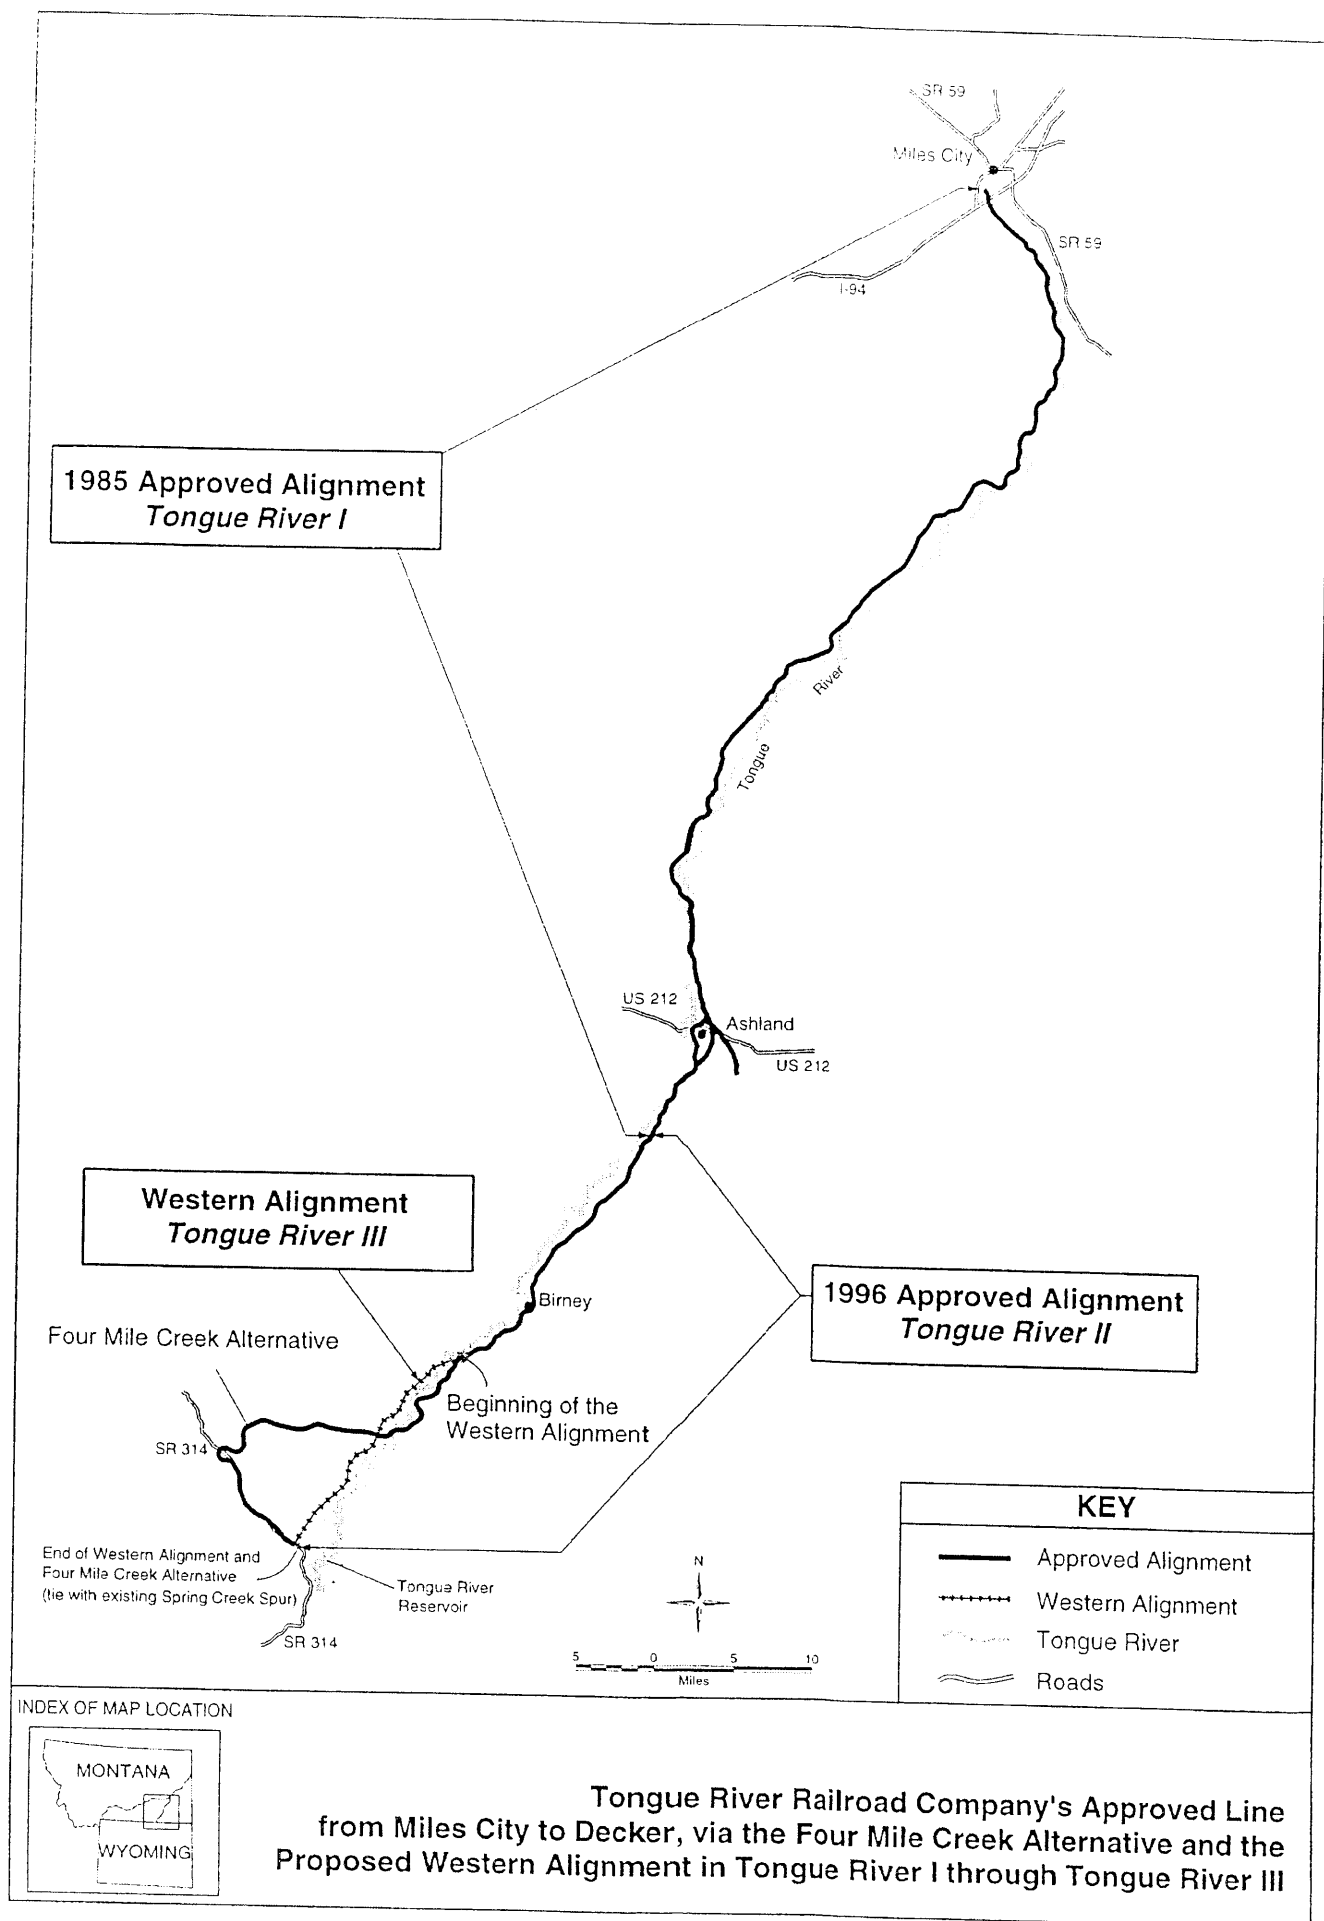 SR 59
Miles City
SR 59
I-94
1985 Approved Alignment
Tongue River I
River
Tongue
US 212
Ashland
US 212
Western Alignment
Tongue River III
1996 Approved Alignment
Tongue River II
Birney
Four Mile Creek Alternative
Beginning of the
Western Alignment
SR 314
End of Western Alignment and
Four Mile Creek Alternative
(tie with existing Spring Creek Spur)
Tongue River
Reservoir
SR 314
N
5 0 5 10
Miles
KEY
Approved Alignment
Western Alignment
Tongue River
Roads
INDEX OF MAP LOCATION
MONTANA
WYOMING
Tongue River Railroad Company's Approved Line
from Miles City to Decker, via the Four Mile Creek Alternative and the
Proposed Western Alignment in Tongue River I through Tongue River III